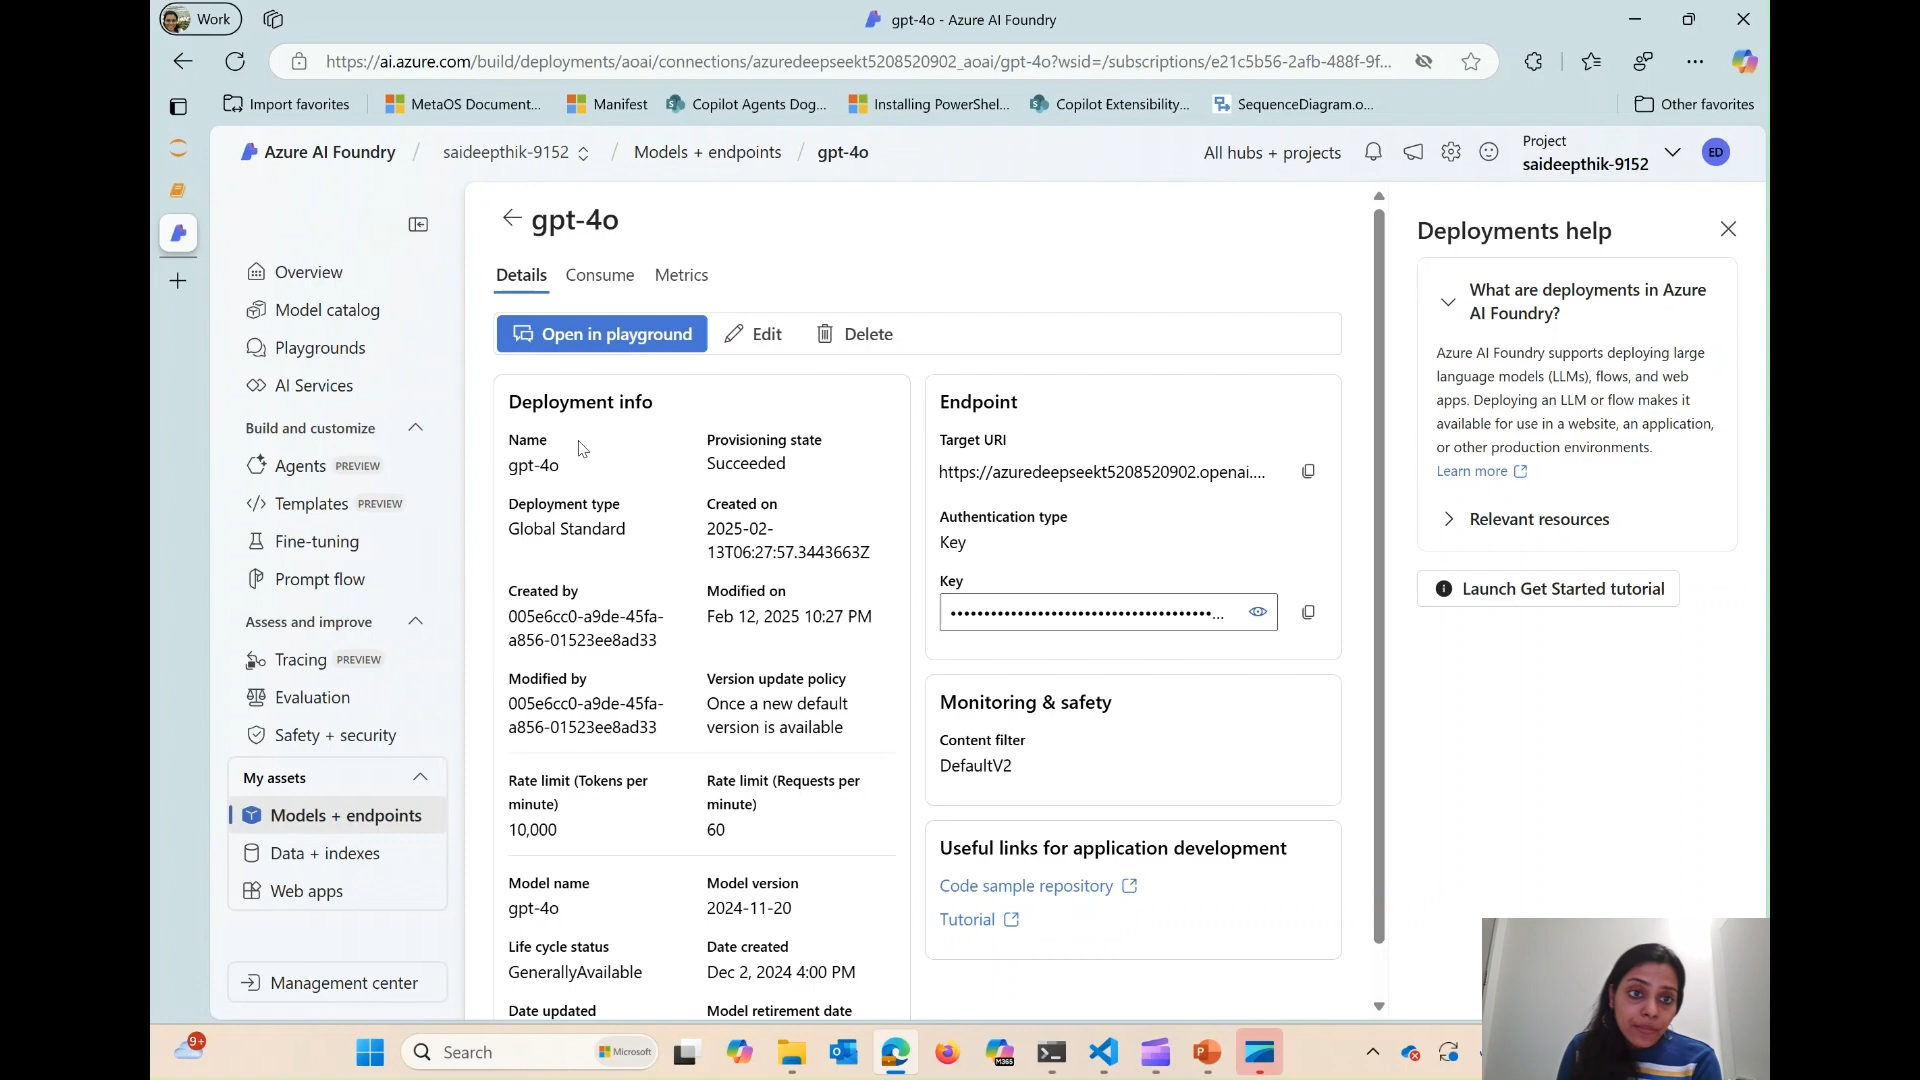 Work
gpt-4o - Azure AI Foundry
https://ai.azure.com/build/deployments/aoai/connections/azuredeepseekt5208520902_aoai/gpt-4o?wsid=/subscriptions/e21c5b56-2afb-488f-9f...
Import favorites
MetaOS Document...
Manifest
Copilot Agents Dog...
Installing PowerShel...
Copilot Extensibility...
SequenceDiagram.o...
Other favorites
Azure AI Foundry / saideepthik-9152 / Models + endpoints / gpt-4o
All hubs + projects
Project
saideepthik-9152
ED
Overview
Model catalog
Playgrounds
AI Services
Build and customize
Agents PREVIEW
Templates PREVIEW
Fine-tuning
Prompt flow
Assess and improve
Tracing PREVIEW
Evaluation
Safety + security
My assets
Models + endpoints
Data + indexes
Web apps
Management center
gpt-4o
Details Consume Metrics
Open in playground
Edit
Delete
Deployment info
Name
gpt-4o
Provisioning state
Succeeded
Deployment type
Global Standard
Created on
2025-02-
13T06:27:57.3443663Z
Created by
005e6cc0-a9de-45fa-
a856-01523ee8ad33
Modified on
Feb 12, 2025 10:27 PM
Modified by
005e6cc0-a9de-45fa-
a856-01523ee8ad33
Version update policy
Once a new default
version is available
Rate limit (Tokens per
minute)
10,000
Rate limit (Requests per
minute)
60
Model name
gpt-4o
Model version
2024-11-20
Life cycle status
GenerallyAvailable
Date created
Dec 2, 2024 4:00 PM
Date updated
Model retirement date
Endpoint
Target URI
https://azuredeepseekt5208520902.openai....
Authentication type
Key
Key
••••••••••••••••••••••••••••••••••••••••...
Monitoring & safety
Content filter
DefaultV2
Useful links for application development
Code sample repository
Tutorial
Deployments help
What are deployments in Azure
AI Foundry?
Azure AI Foundry supports deploying large
language models (LLMs), flows, and web
apps. Deploying an LLM or flow makes it
available for use in a website, an application,
or other production environments.
Learn more
Relevant resources
Launch Get Started tutorial
9+
Search
Microsoft
M365